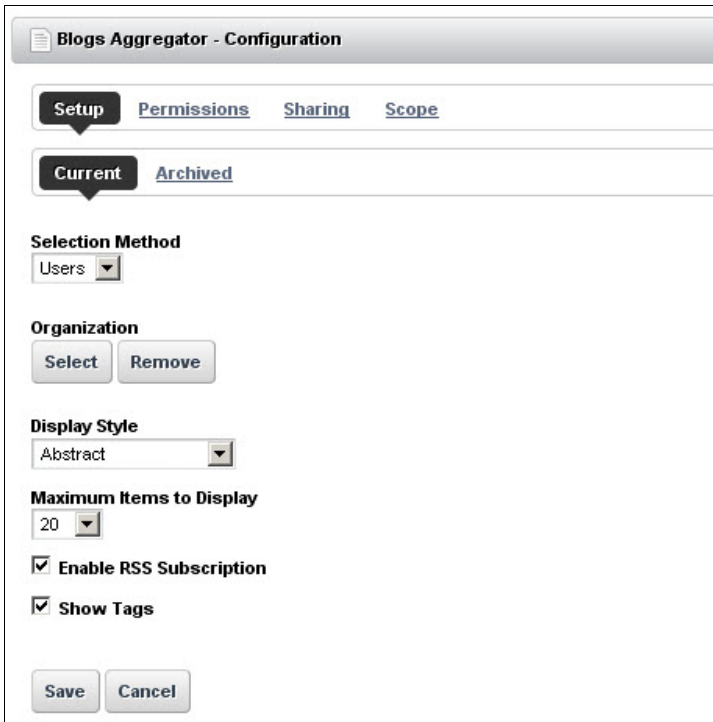 Blogs Aggregator - Configuration
Setup Permissions Sharing Scope
Current Archived
Selection Method
Users
Organization
Select Remove
Display Style
Abstract
Maximum Items to Display
20
Enable RSS Subscription
Show Tags
Save Cancel